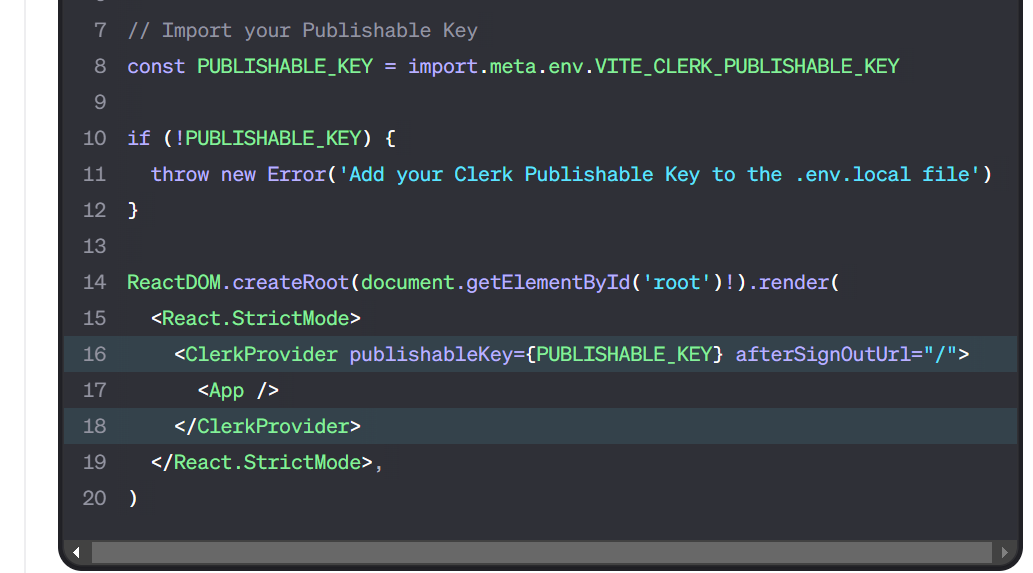 7 // Import your Publishable Key
8 const PUBLISHABLE_KEY = import.meta.env.VITE_CLERK_PUBLISHABLE_KEY
9
10 if (!PUBLISHABLE_KEY) {
11   throw new Error('Add your Clerk Publishable Key to the .env.local file')
12 }
13
14 ReactDOM.createRoot(document.getElementById('root')!).render(
15   <React.StrictMode>
16     <ClerkProvider publishableKey={PUBLISHABLE_KEY} afterSignOutUrl="/">
17       <App />
18     </ClerkProvider>
19   </React.StrictMode>,
20 )